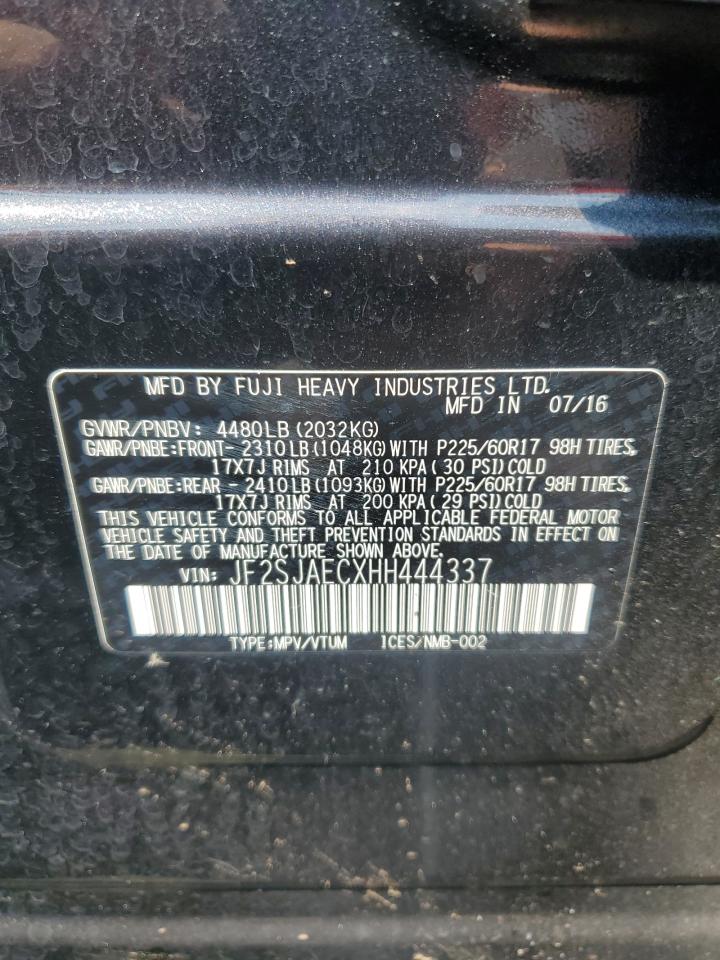 MFD BY FUJI HEAVY INDUSTRIES LTD.
MFD IN 07/16
GVWR/PNBV: 4480LB (2032KG)
GAWR/PNBE:FRONT- 2310LB (1048KG) WITH P225/60R17 98H TIRES,
17X7J RIMS AT 210 KPA (30 PSI) COLD
GAWR/PNBE:REAR - 2410LB (1093KG) WITH P225/60R17 98H TIRES,
17X7J RIMS AT 200 KPA (29 PSI) COLD
THIS VEHICLE CONFORMS TO ALL APPLICABLE FEDERAL MOTOR
VEHICLE SAFETY AND THEFT PREVENTION STANDARDS IN EFFECT ON
THE DATE OF MANUFACTURE SHOWN ABOVE.
VIN: JF2SJAECXHH444337
TYPE:MPV/VTUM ICES/NMB-002